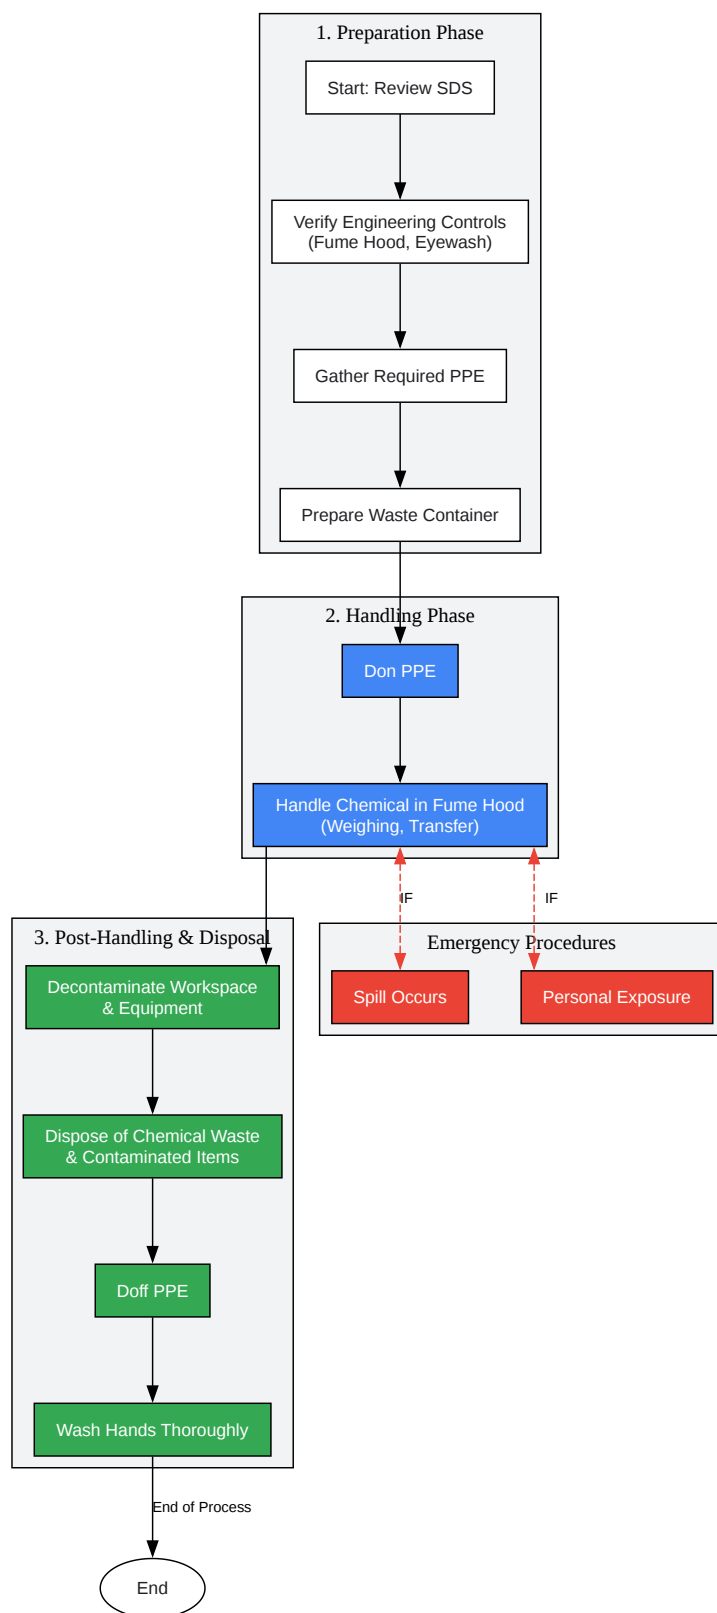 1. Preparation Phase
Start: Review SDS
Verify Engineering Controls
(Fume Hood, Eyewash)
Gather Required PPE
Prepare Waste Container
2. Handling Phase
Don PPE
Handle Chemical in Fume Hood
(Weighing, Transfer)
IF
IF
3. Post-Handling & Disposal
Decontaminate Workspace
& Equipment
Dispose of Chemical Waste
& Contaminated Items
Doff PPE
Wash Hands Thoroughly
End of Process
End
Emergency Procedures
Spill Occurs
Personal Exposure